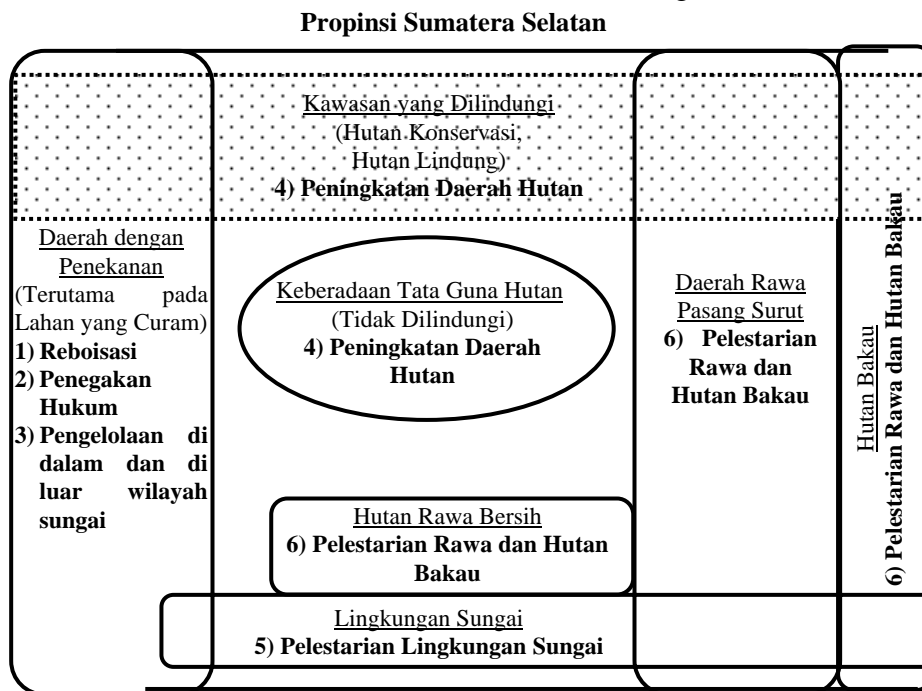 Propinsi Sumatera Selatan
Kawasan yang Dilindungi
(Hutan Konservasi,
Hutan Lindung)
4) Peningkatan Daerah Hutan
Daerah dengan
Penekanan
(Terutama pada
Lahan yang Curam)
1) Reboisasi
2) Penegakan
Hukum
3) Pengelolaan di
dalam dan di
luar wilayah
sungai
Keberadaan Tata Guna Hutan
(Tidak Dilindungi)
4) Peningkatan Daerah
Hutan
Daerah Rawa
Pasang Surut
6) Pelestarian
Rawa dan
Hutan Bakau
Hutan Bakau
6) Pelestarian Rawa dan Hutan Bakau
Hutan Rawa Bersih
6) Pelestarian Rawa dan Hutan
Bakau
Lingkungan Sungai
5) Pelestarian Lingkungan Sungai